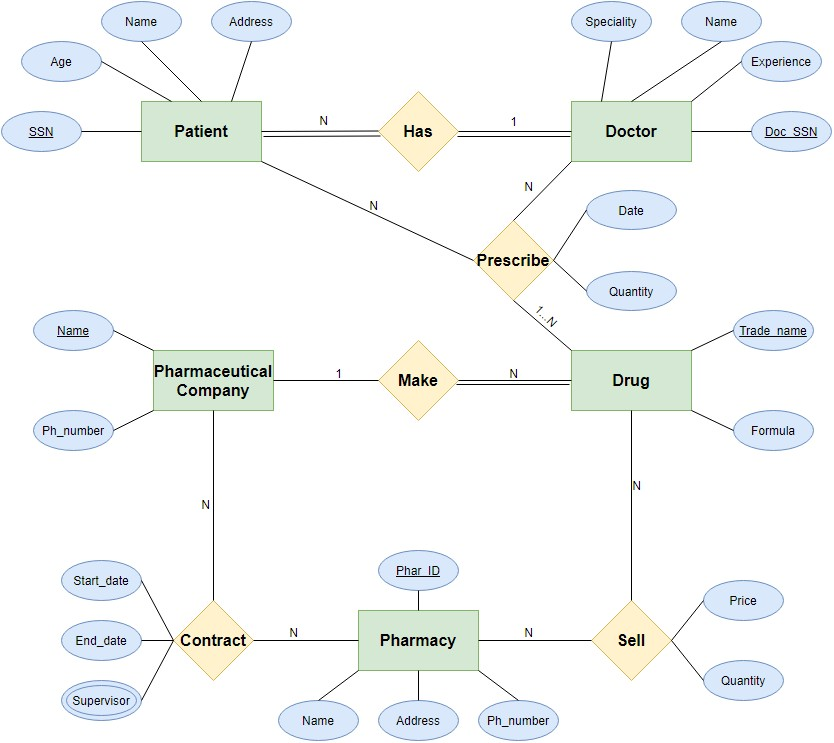 Name
Address
Speciality
Name
Age
Experience
SSN
Patient
N
Has
1
Doctor
Doc_SSN
N
N
Date
Prescribe
Quantity
1...N
Name
Trade_name
Pharmaceutical
Company
1
Make
N
Drug
Ph_number
Formula
N
N
Start_date
Phar_ID
Price
End_date
Contract
N
Pharmacy
N
Sell
Supervisor
Quantity
Name
Address
Ph_number